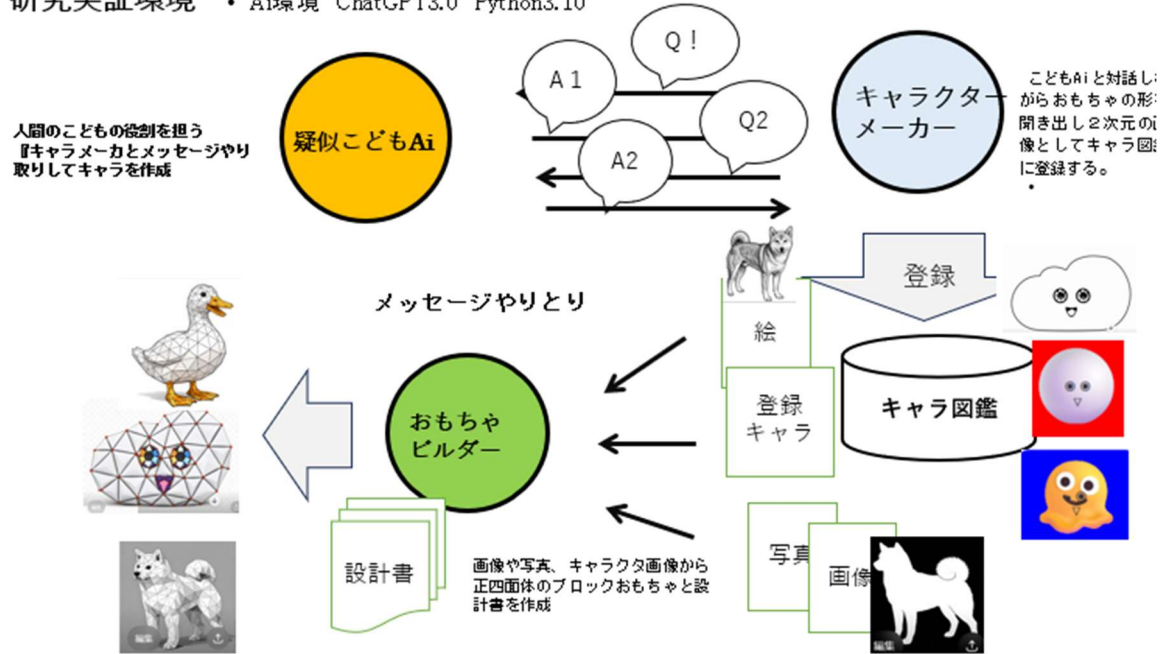 研究実証環境 ・Ai環境 ChatGPT3.0 Python3.10
Q！
A 1
Q2
A2
疑似こどもAi
キャラクター
メーカー
人間のこどもの役割を担う
『キャラメーカとメッセージやり
取りしてキャラを作成
こどもAiと対話し
がらおもちゃの形
聞き出し２次元の
像としてキャラ図
に登録する。
・
登録
メッセージやりとり
絵
登録
キャラ
キャラ図鑑
おもちゃ
ビルダー
設計書
画像や写真、キャラクタ画像から
正四面体のブロックおもちゃと設
計書を作成
写真
画像
編集
編集